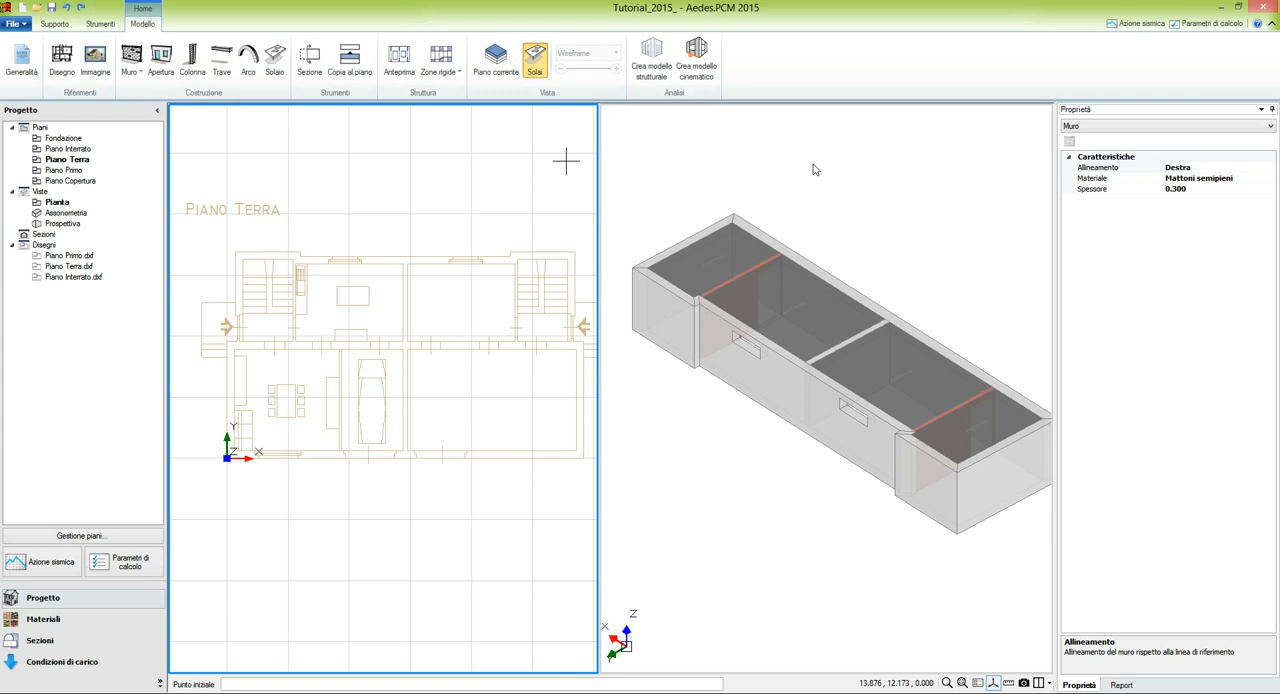 Tutorial_2015_ - Aedes.PCM 2015
File
Supporto
Strumenti
Home
Modello
Azione sismica
Parametri di calcolo
Generalità
Disegno
Immagine
Muro
Apertura
Colonna
Trave
Arco
Solaio
Sezione
Copia al piano
Anteprima
Zone rigide
Piano corrente
Solai
Wireframe
Crea modello strutturale
Crea modello cinematico
Riferimenti
Costruzione
Strumenti
Struttura
Vista
Analisi
Progetto
Piani
Fondazione
Piano Interrato
Piano Terra
Piano Primo
Piano Copertura
Viste
Pianta
Assonometria
Prospettiva
Sezioni
Disegni
Piano Primo.dxf
Piano Terra.dxf
Piano Interrato.dxf
Gestione piani...
Azione sismica
Parametri di calcolo
Progetto
Materiali
Sezioni
Condizioni di carico
PIANO TERRA
Y
Z
X
Z
X
Y
Proprietà
Muro
Caratteristiche
Allineamento Destra
Materiale Mattoni semipieni
Spessore 0.300
Allineamento
Allineamento del muro rispetto alla linea di riferimento
Proprietà
Report
Punto iniziale
13.876 , 12.173, 0.000